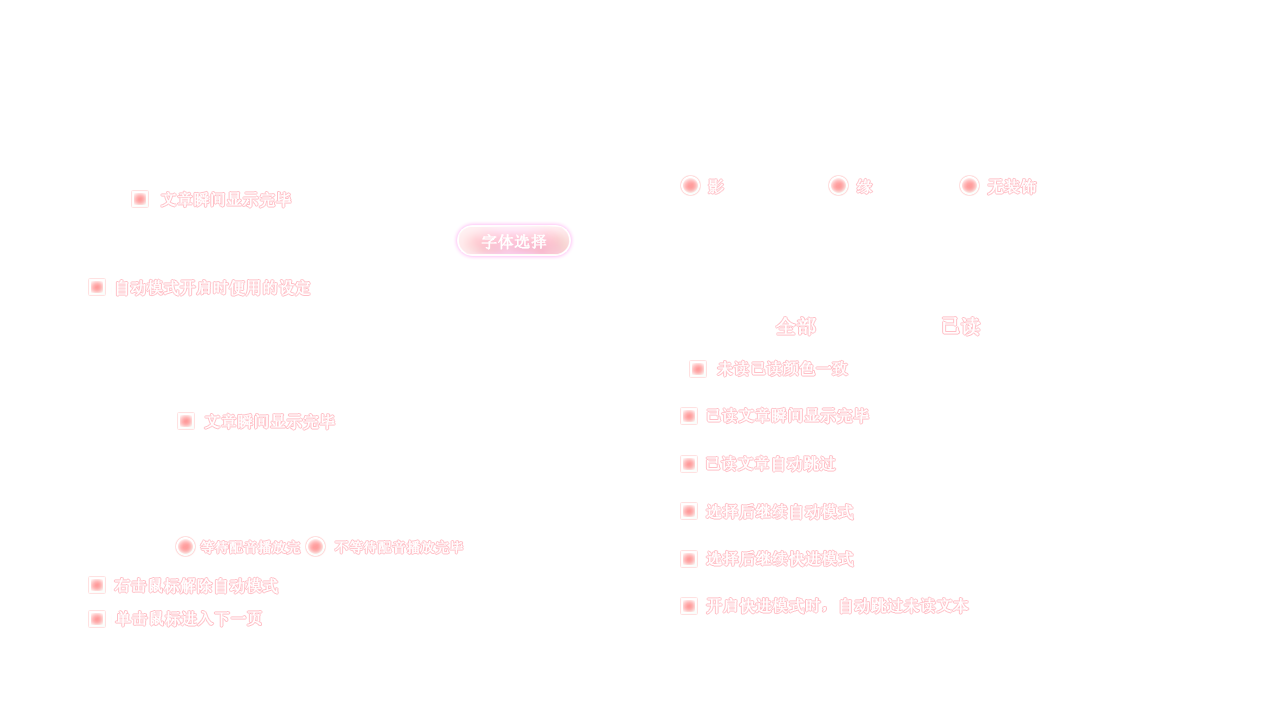 文章瞬间显示完毕
字体选择
自动模式开启时使用的设定
文章瞬间显示完毕
等待配音播放完 不等待配音播放完毕
右击鼠标解除自动模式
单击鼠标进入下一页
影 缘 无装饰
全部 已读
未读已读颜色一致
已读文章瞬间显示完毕
已读文章自动跳过
选择后继续自动模式
选择后继续快进模式
开启快进模式时，自动跳过未读文本